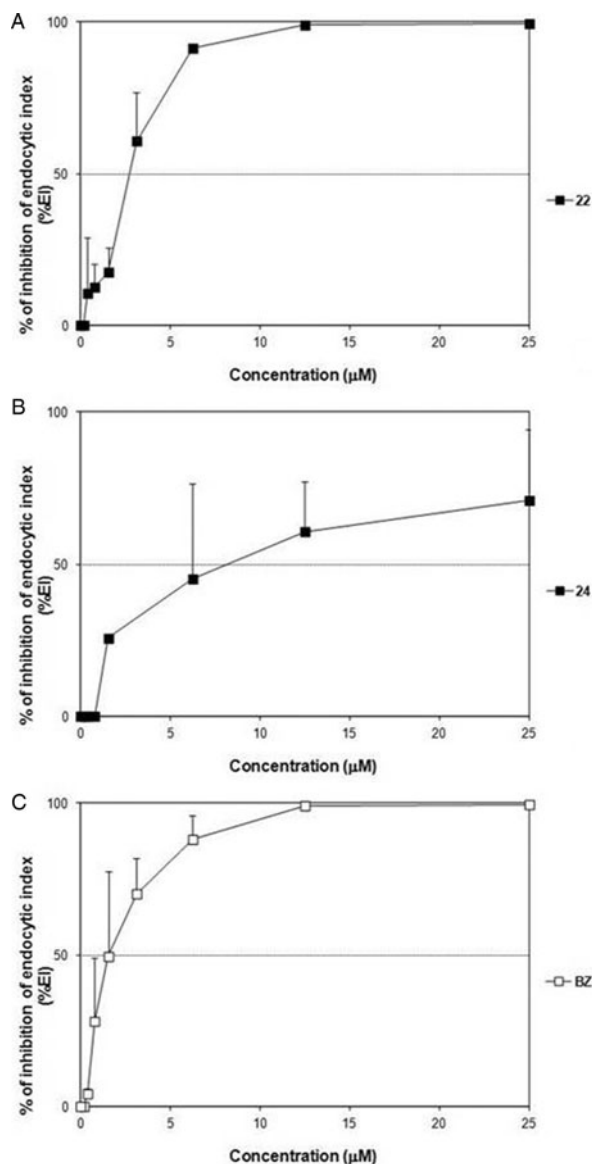 A
% of inhibition of endocytic index
(%EI)
100
50
0
0 5 10 15 20 25
Concentration (µM)
22
B
% of inhibition of endocytic index
(%EI)
100
50
0
0 5 10 15 20 25
Concentration (µM)
24
C
% of inhibition of endocytic index
(%EI)
100
50
0
0 5 10 15 20 25
Concentration (µM)
BZ